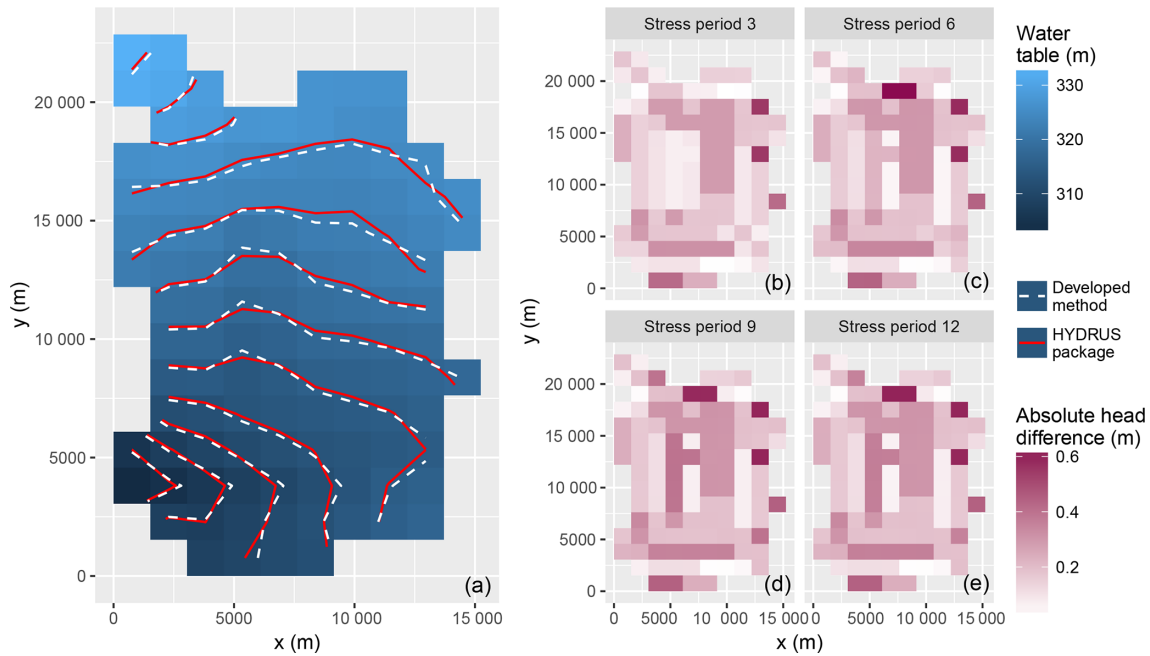 Stress period 3
Stress period 6
Water
table (m)
330
320
310
20 000
15 000
10 000
5000
0
y (m)
0
5000
10 000
15 000
x (m)
(a)
20 000
15 000
10 000
5000
0
(b)
(c)
y (m)
Developed
method
HYDRUS
package
Stress period 9
Stress period 12
20 000
15 000
10 000
5000
0
(d)
(e)
0
5000
10 000
15 000
0
5000
10 000
15 000
x (m)
Absolute head
difference (m)
0.6
0.4
0.2